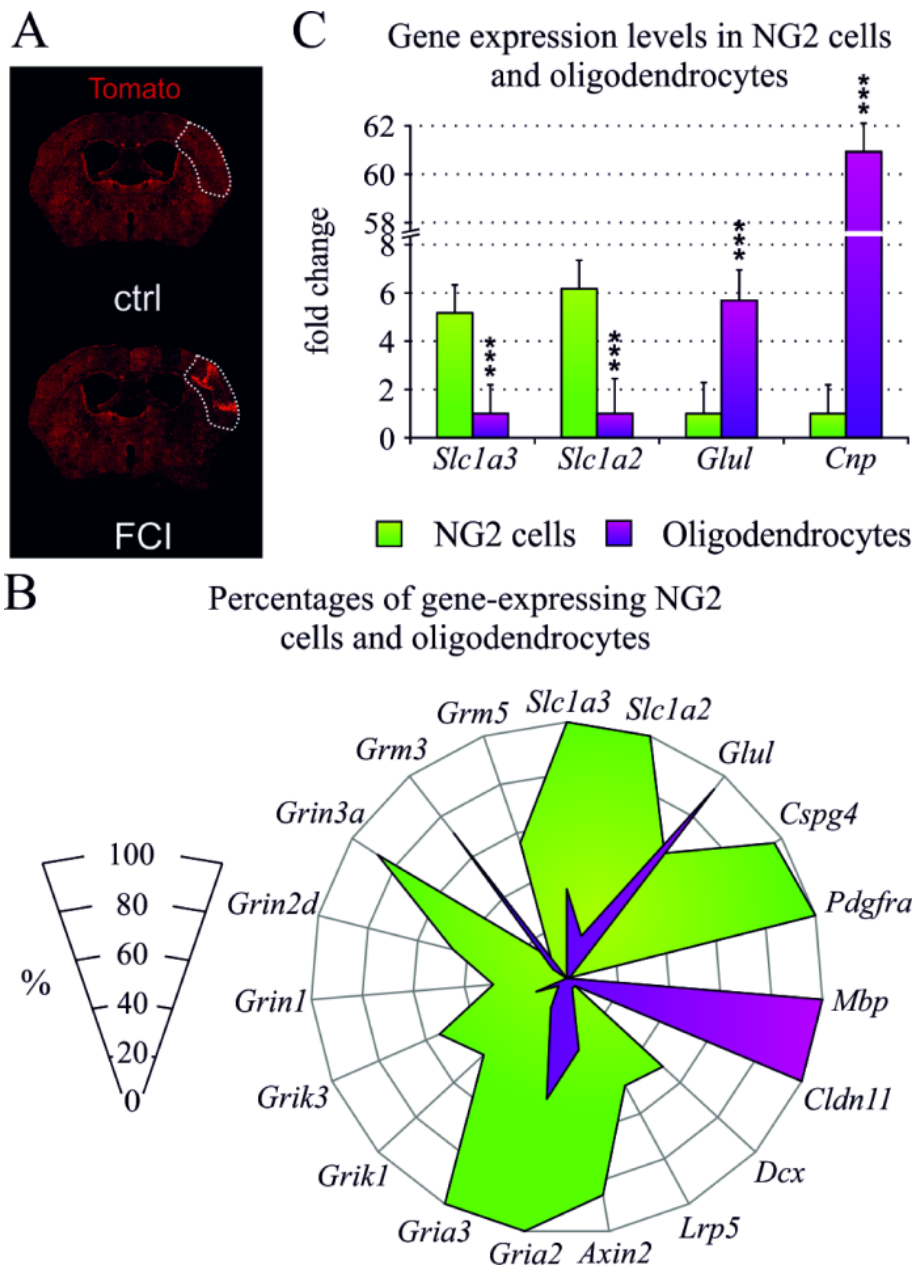 A
Tomato
ctrl
FCI
C
Gene expression levels in NG2 cells
and oligodendrocytes
fold change
62
60
58
8
6
4
2
0
***
***
***
***
Slc1a3
Slc1a2
Glul
Cnp
NG2 cells
Oligodendrocytes
B
Percentages of gene-expressing NG2
cells and oligodendrocytes
%
100
80
60
40
20
0
Slc1a3
Slc1a2
Glul
Cspg4
Pdgfra
Mbp
Cldn11
Dcx
Lrp5
Axin2
Gria2
Gria3
Grik1
Grik3
Grin1
Grin2d
Grin3a
Grm3
Grm5